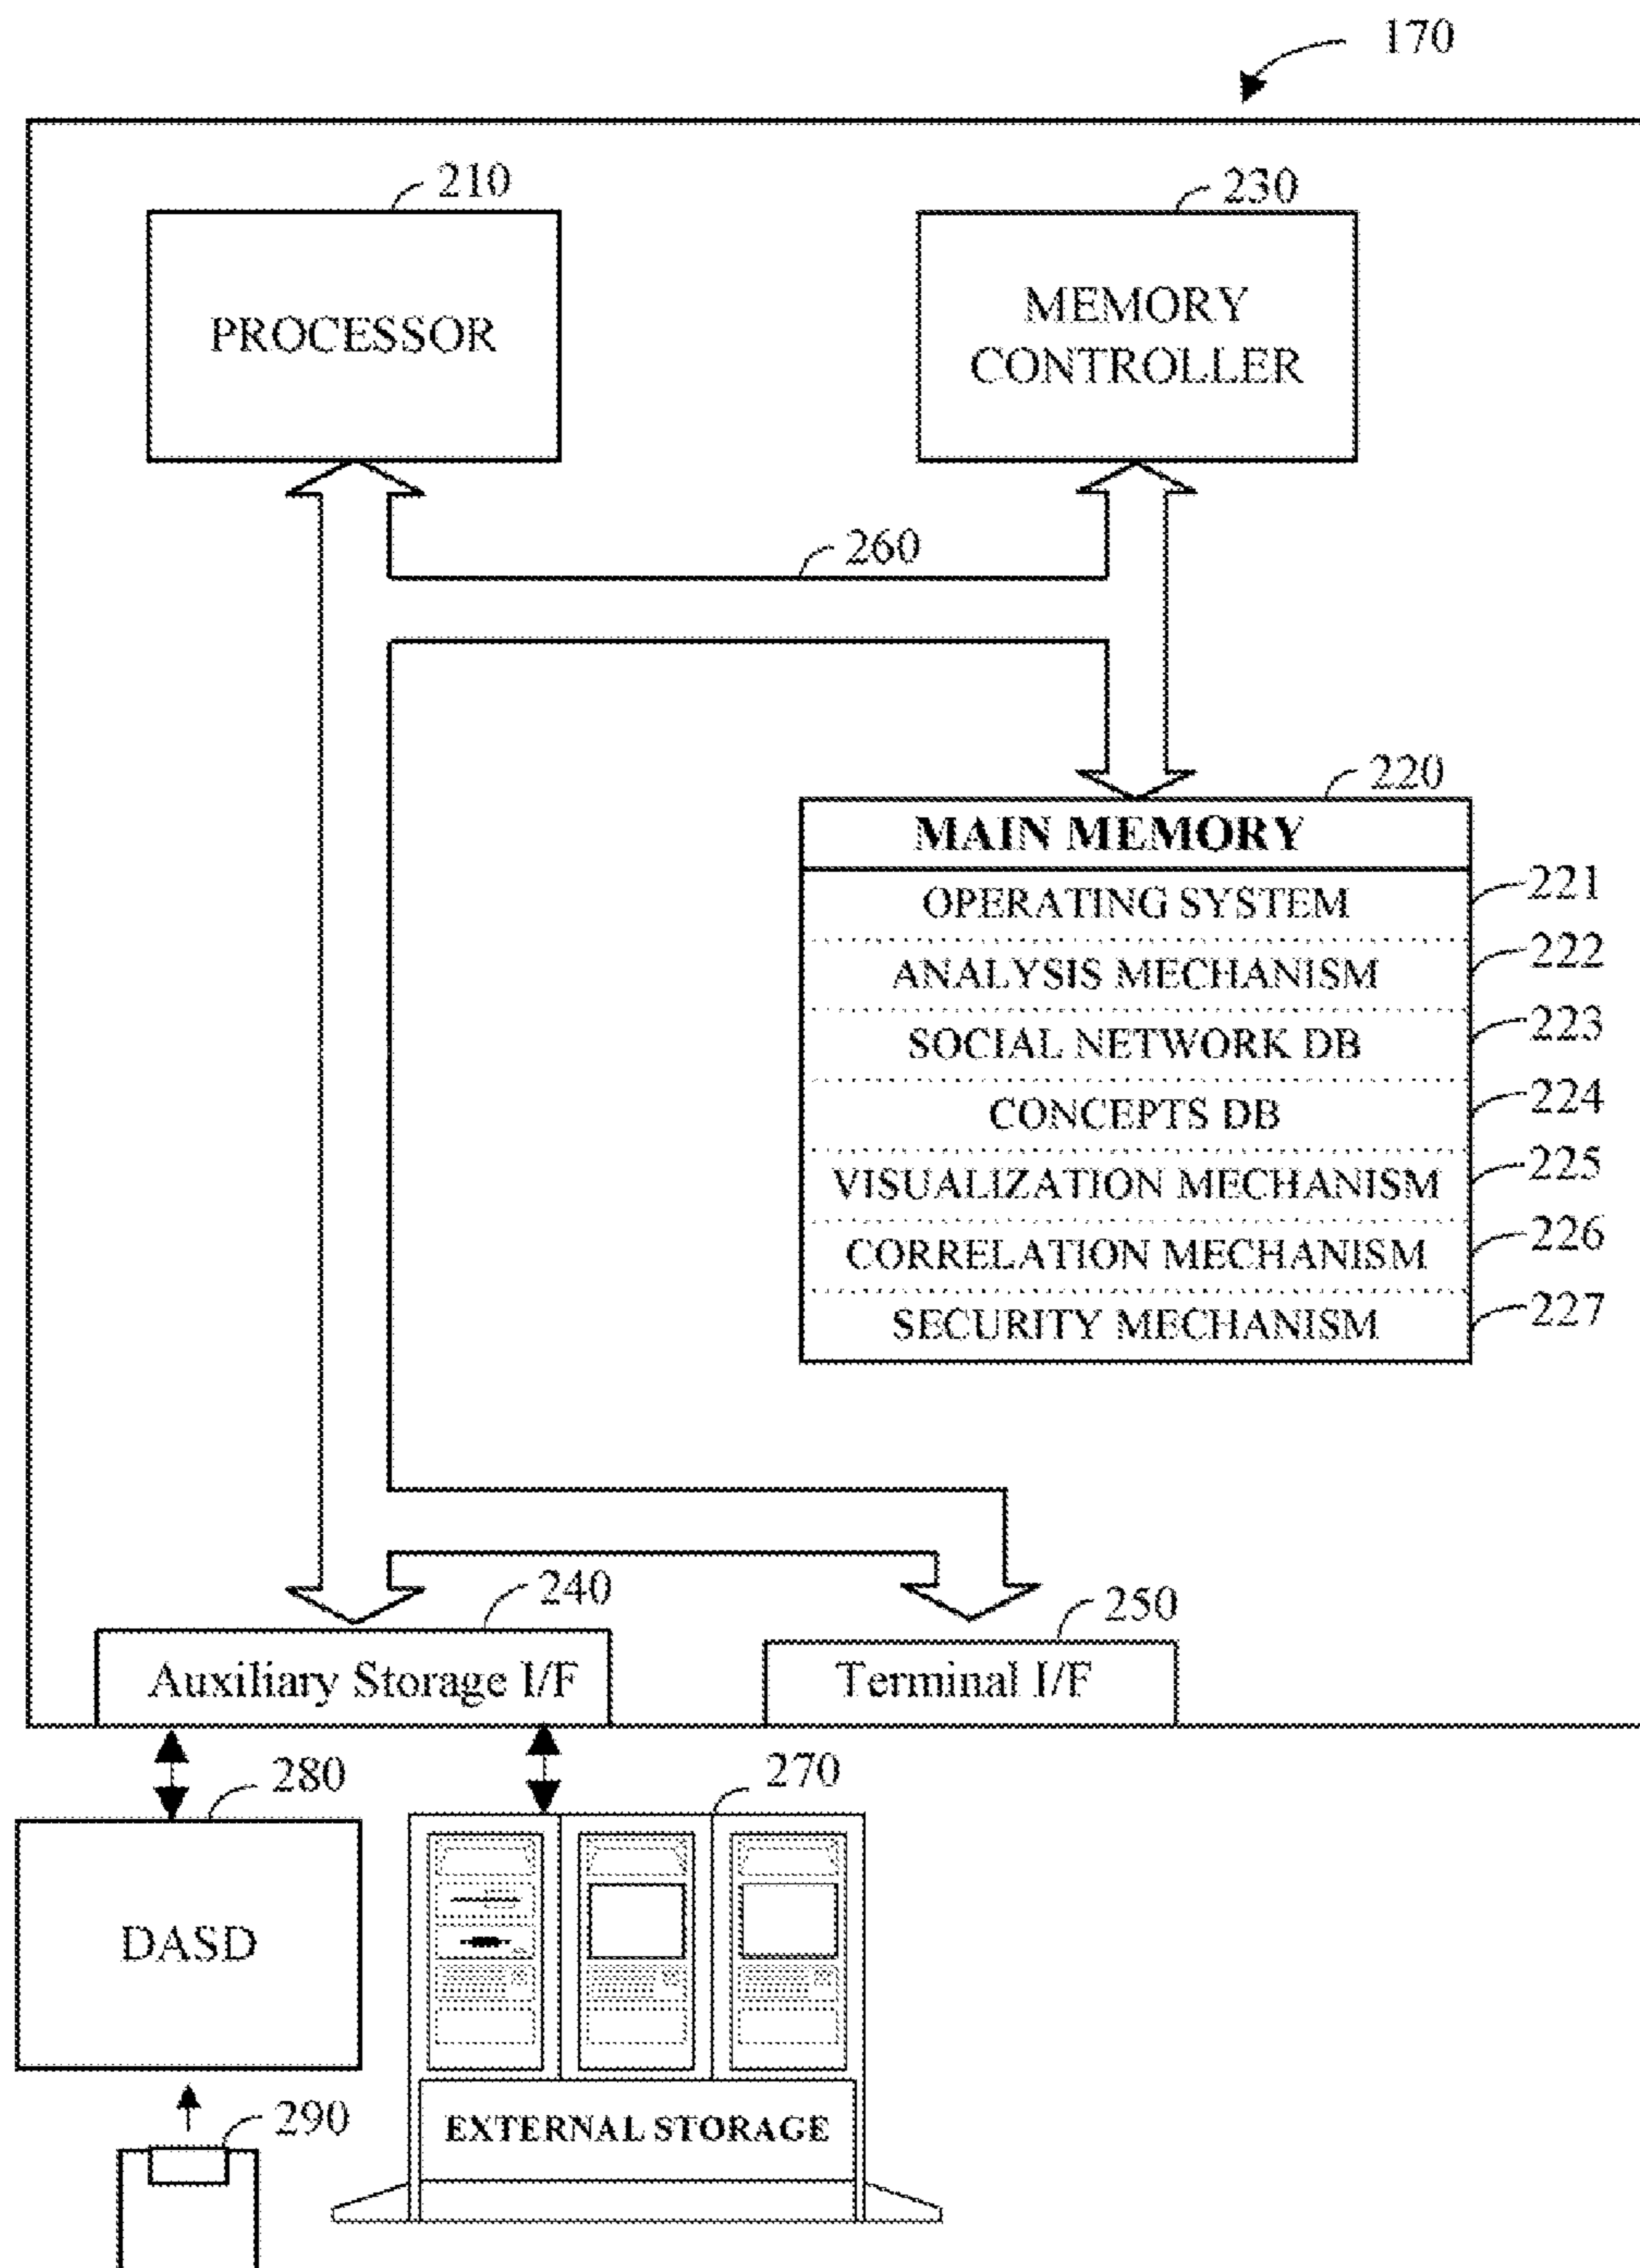 170
210
230
PROCESSOR
MEMORY
CONTROLLER
260
220
MAIN MEMORY
OPERATING SYSTEM
221
ANALYSIS MECHANISM
222
SOCIAL NETWORK DB
223
CONCEPTS DB
224
VISUALIZATION MECHANISM
225
CORRELATION MECHANISM
226
SECURITY MECHANISM
227
240
250
Auxiliary Storage I/F
Terminal I/F
280
270
DASD
290
EXTERNAL STORAGE